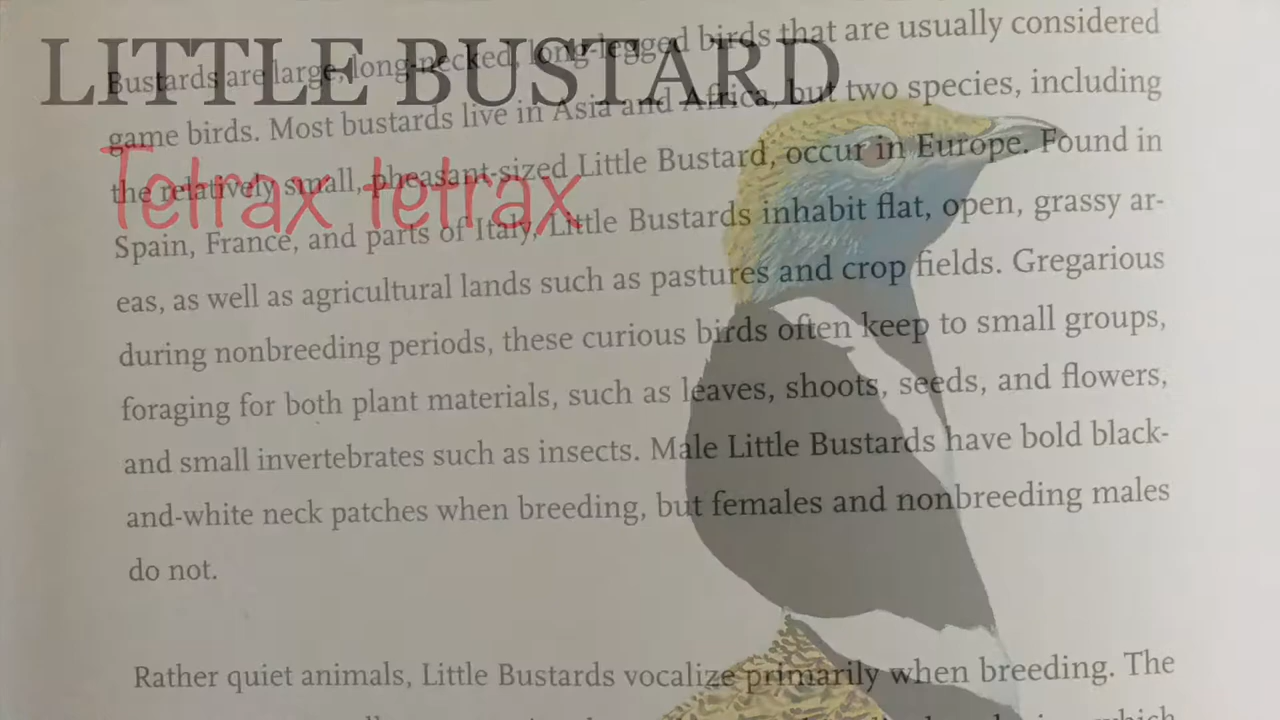 LITTLE BUSTARD
Tetrax tetrax
Bustards are large, long-necked, long-legged birds that are usually considered
game birds. Most bustards live in Asia and Africa, but two species, including
the relatively small, pheasant-sized Little Bustard, occur in Europe. Found in
Spain, France, and parts of Italy, Little Bustards inhabit flat, open, grassy ar-
eas, as well as agricultural lands such as pastures and crop fields. Gregarious
during nonbreeding periods, these curious birds often keep to small groups,
foraging for both plant materials, such as leaves, shoots, seeds, and flowers,
and small invertebrates such as insects. Male Little Bustards have bold black-
and-white neck patches when breeding, but females and nonbreeding males
do not.
Rather quiet animals, Little Bustards vocalize primarily when breeding. The
which